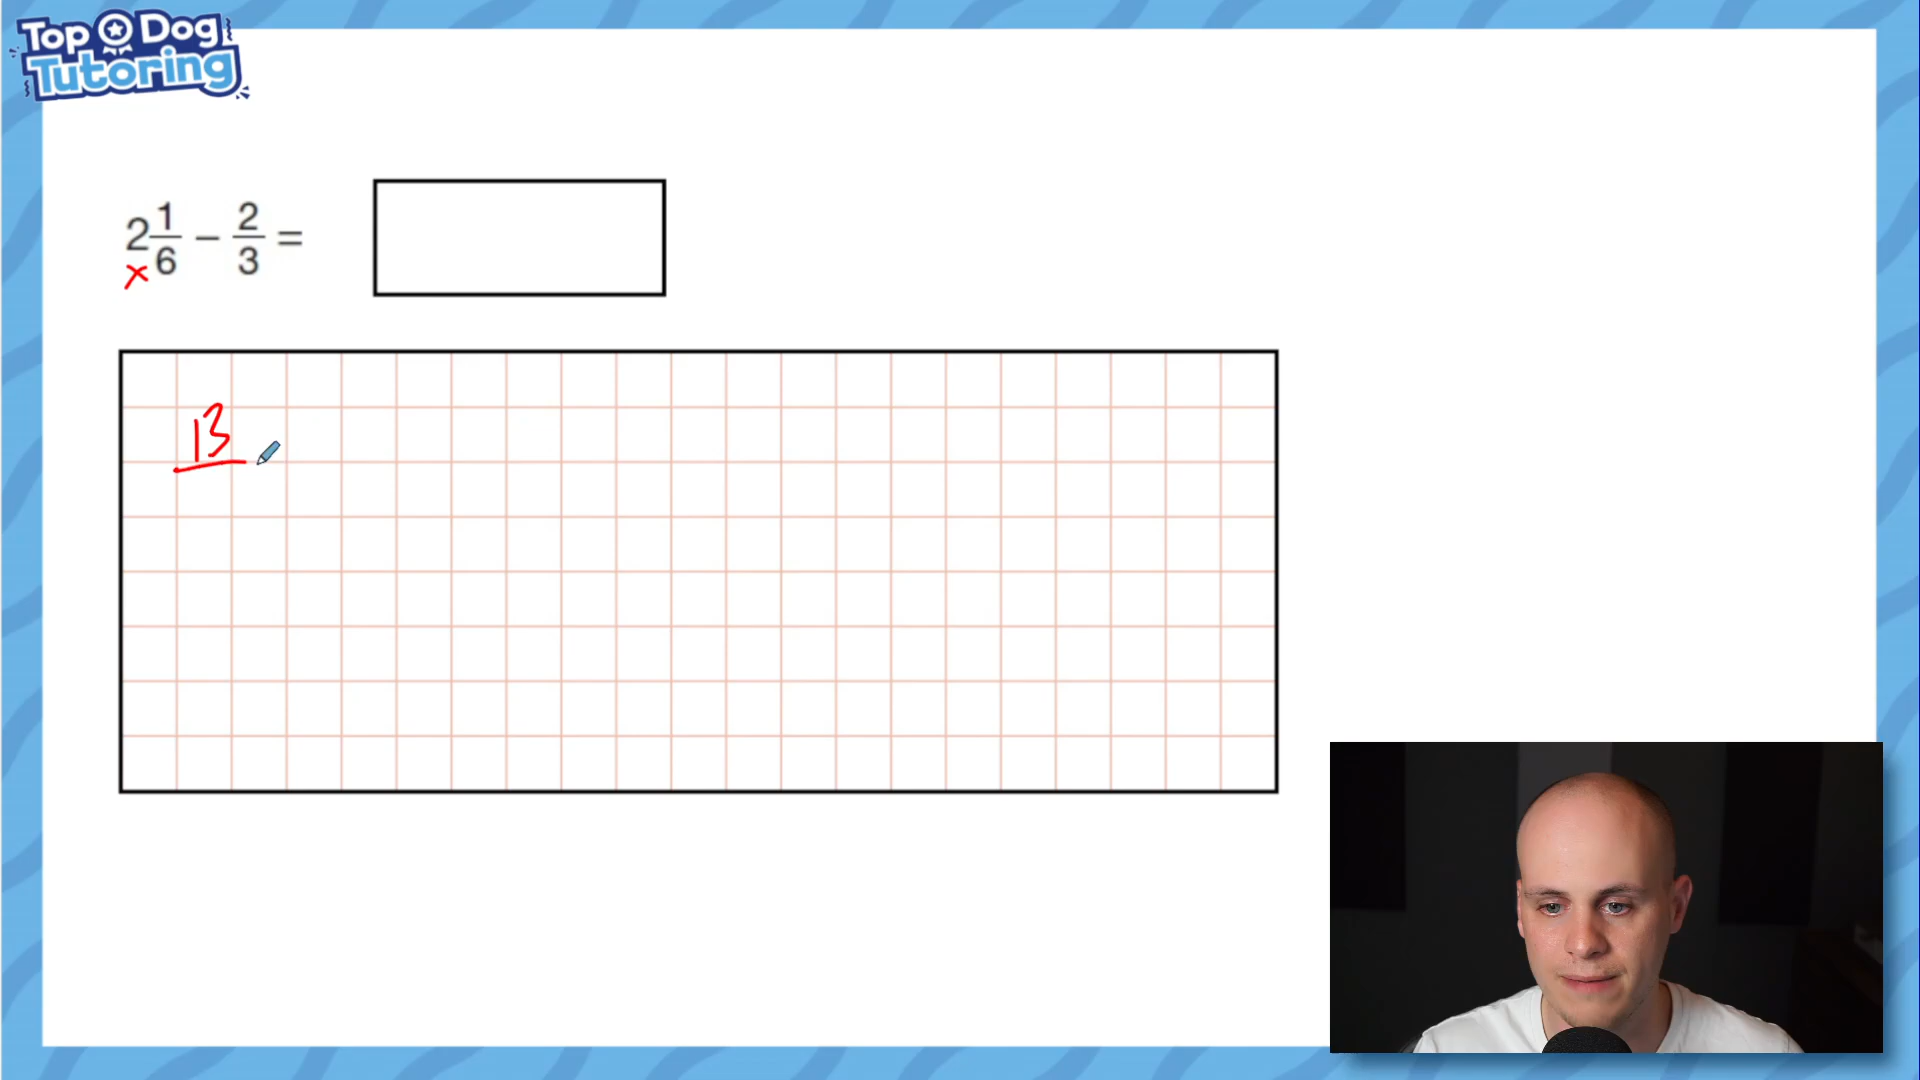 Top Dog
Tutoring
2 1/6 − 2/3 =
×
13